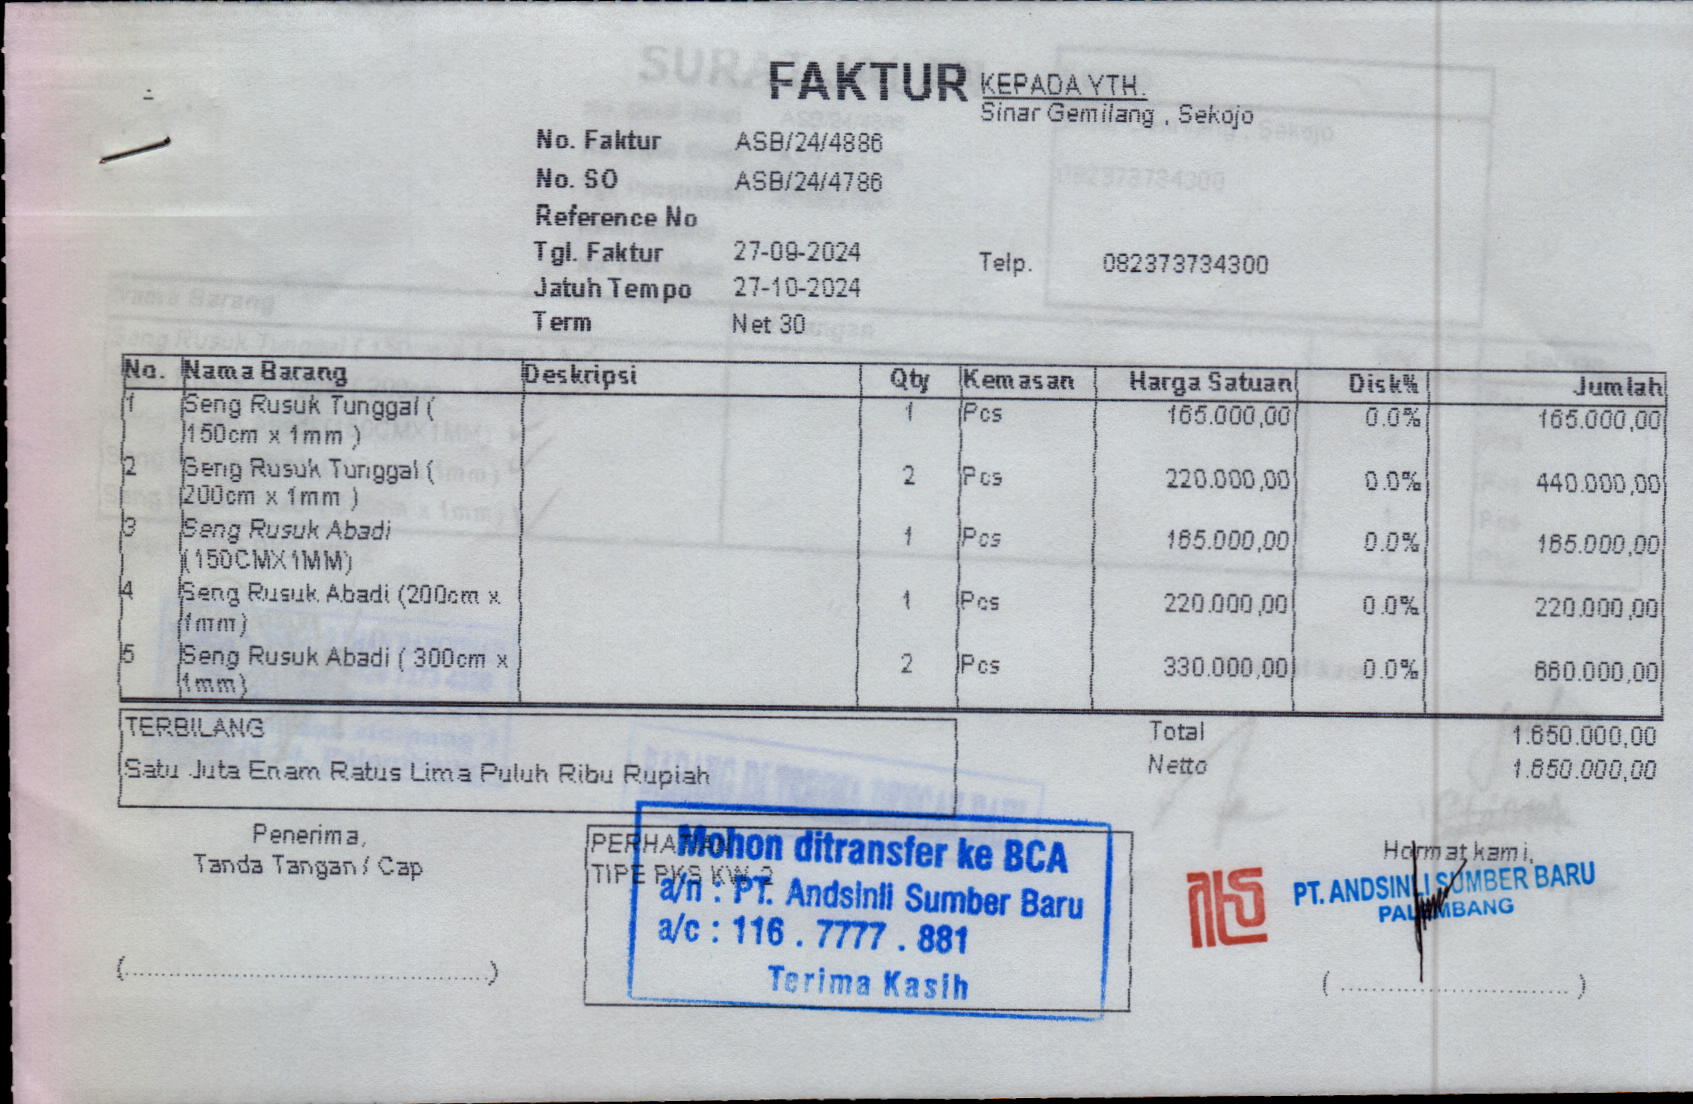 FAKTUR
KEPADA YTH.
Sinar Gemilang , Sekojo
No. Faktur ASB/24/4886
No. SO ASB/24/4786
Reference No
Tgl. Faktur 27-09-2024
Telp. 082373734300
Jatuh Tempo 27-10-2024
Term Net 30
No. Nama Barang Deskripsi Qty Kemasan Harga Satuan Disk% Jumlah
1 Seng Rusuk Tunggal ( 1 Pcs 165.000,00 0.0% 165.000,00
150cm x 1mm )
2 Seng Rusuk Tunggal ( 2 Pcs 220.000,00 0.0% 440.000,00
200cm x 1mm )
3 Seng Rusuk Abadi 1 Pcs 165.000,00 0.0% 165.000,00
(150CMX1MM)
4 Seng Rusuk Abadi (200cm x 1 Pcs 220.000,00 0.0% 220.000,00
1mm)
5 Seng Rusuk Abadi ( 300cm x 2 Pcs 330.000,00 0.0% 660.000,00
1mm)
TERBILANG
Satu Juta Enam Ratus Lima Puluh Ribu Rupiah
Total 1.650.000,00
Netto 1.650.000,00
Penerima,
Tanda Tangan / Cap
(........................................)
PERHATIAN
TIPE PKS KW 2
Mohon ditransfer ke BCA
a/n : PT. Andsinli Sumber Baru
a/c : 116 . 7777 . 881
Terima Kasih
Hormat kami,
PT. ANDSINLI SUMBER BARU
PALEMBANG
( ............................ )